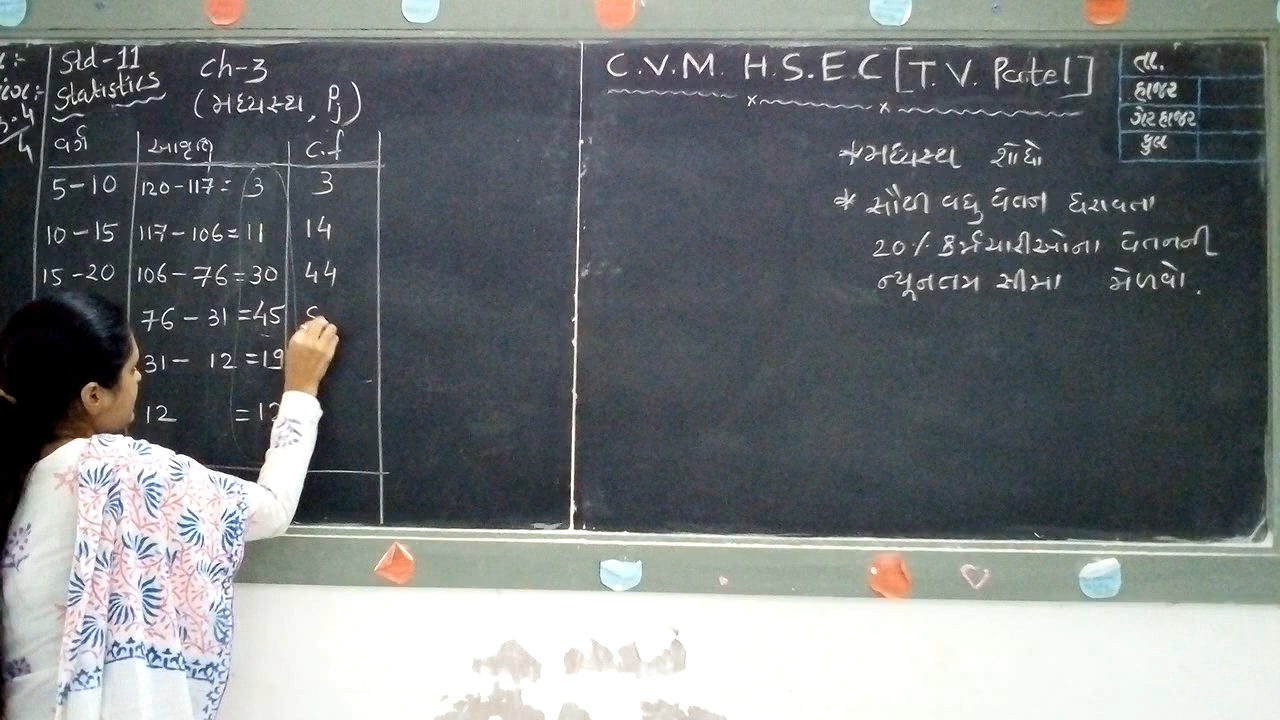 Std-11
Statistics
Ch-3
(મધ્યસ્થ, Pj)
વર્ગ આવૃત્તિ c.f
5-10 120-117= 3 3
10-15 117-106=11 14
15-20 106-76=30 44
76-31=45
31- 12=19
12 =12
C.V.M. H.S.E.C [T.V. Patel]
*મધ્યસ્થ શોધો
* સૌથી વધુ વેતન ધરાવતા
20% કર્મચારીઓના વેતનની
ન્યૂનતમ સીમા મેળવો.
તા.
હાજર
ગેરહાજર
કુલ